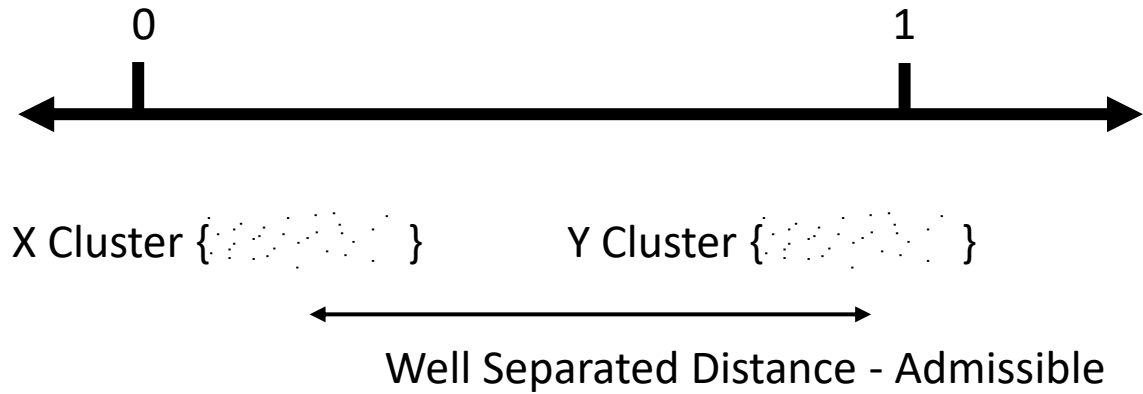 0 1
X Cluster { } Y Cluster { }
Well Separated Distance - Admissible